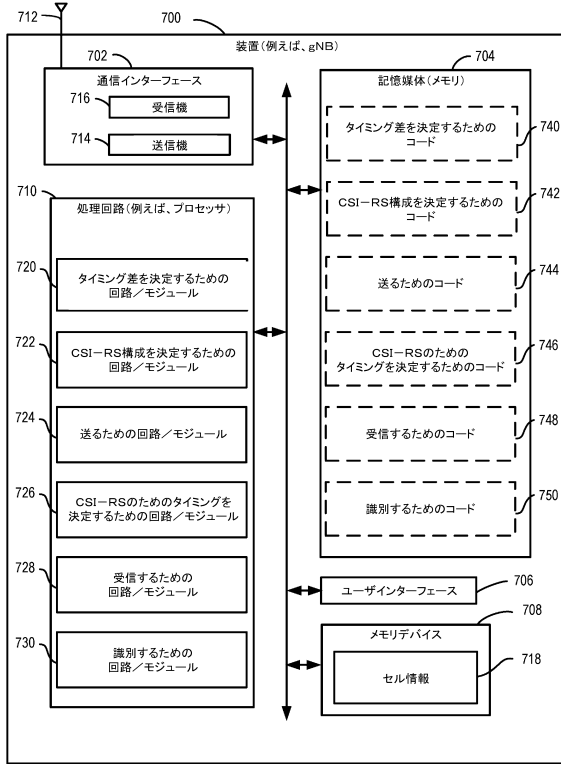 712
700
装置(例えば、gNB)
702
通信インターフェース
716
受信機
714
送信機
704
記憶媒体(メモリ)
タイミング差を決定するための
コード
740
CSI－RS構成を決定するための
コード
742
送るためのコード
744
CSI－RSのための
タイミングを決定するためのコード
746
受信するためのコード
748
識別するためのコード
750
710
処理回路(例えば、プロセッサ)
720
タイミング差を決定するための
回路／モジュール
722
CSI－RS構成を決定するための
回路／モジュール
724
送るための回路／モジュール
726
CSI－RSのためのタイミングを
決定するための回路／モジュール
728
受信するための
回路／モジュール
730
識別するための
回路／モジュール
ユーザインターフェース
706
708
メモリデバイス
718
セル情報